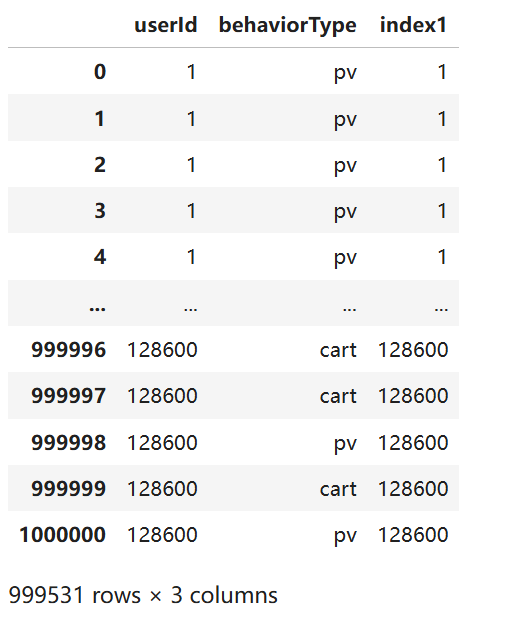 userId behaviorType index1
0 1 pv 1
1 1 pv 1
2 1 pv 1
3 1 pv 1
4 1 pv 1
... ... ... ...
999996 128600 cart 128600
999997 128600 cart 128600
999998 128600 pv 128600
999999 128600 cart 128600
1000000 128600 pv 128600
999531 rows × 3 columns